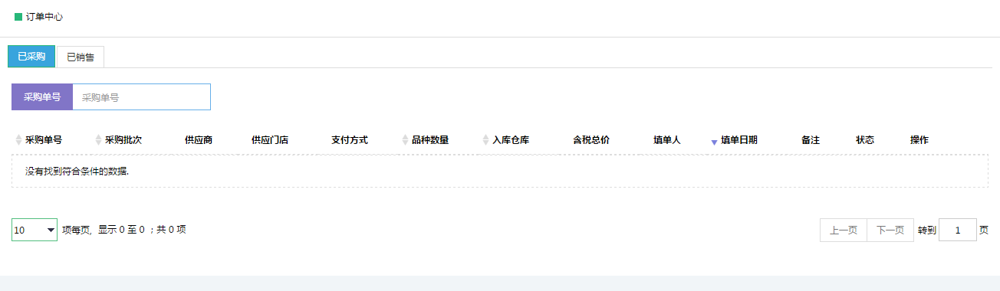 订单中心
已采购 已销售
采购单号 采购单号
采购单号 采购批次 供应商 供应门店 支付方式 品种数量 入库仓库 含税总价 填单人 填单日期 备注 状态 操作
没有找到符合条件的数据.
10 项每页, 显示 0 至 0 ；共 0 项 上一页 下一页 转到 1 页